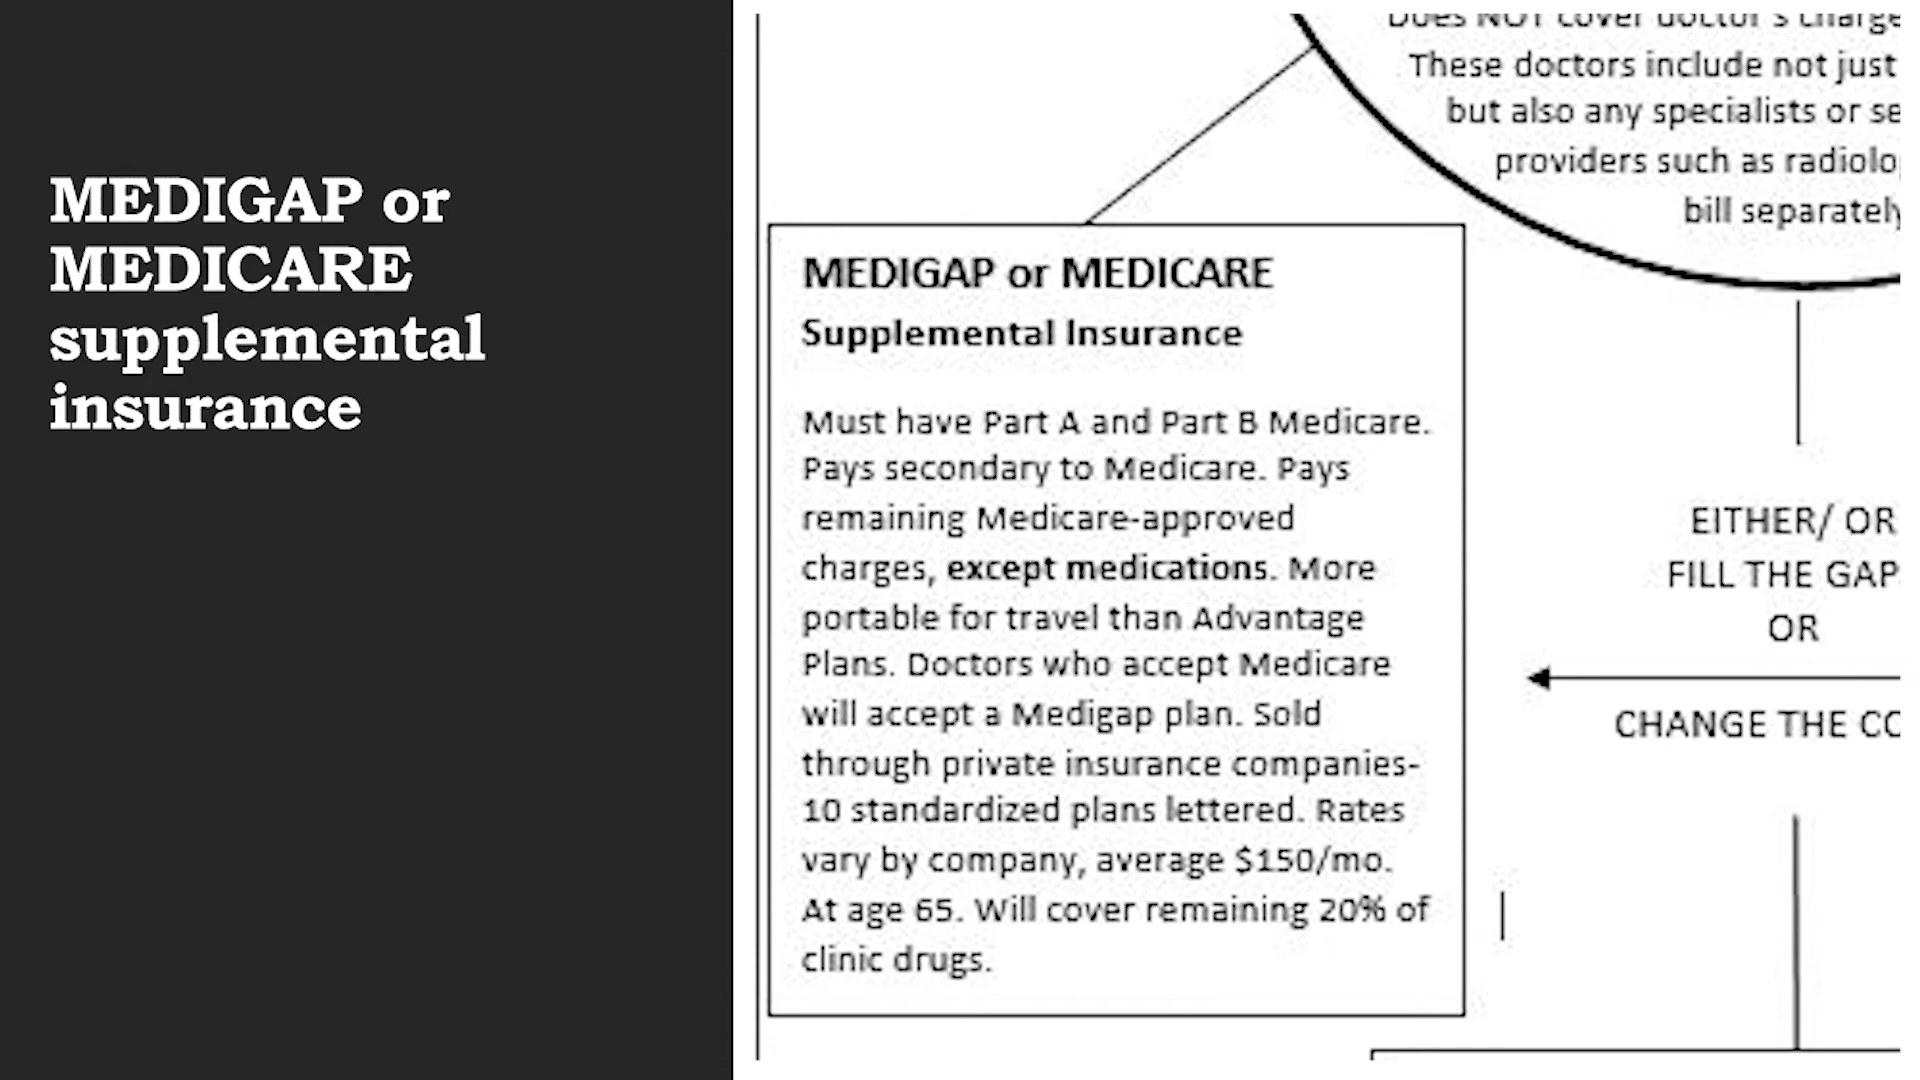 MEDIGAP or
MEDICARE
supplemental
insurance
These doctors include not just
but also any specialists or
providers such as
bill separately
MEDIGAP or MEDICARE
Supplemental Insurance
Must have Part A and Part B Medicare.
Pays secondary to Medicare. Pays
remaining Medicare-approved
charges, except medications. More
portable for travel than Advantage
Plans. Doctors who accept Medicare
will accept a Medigap plan. Sold
through private insurance companies-
10 standardized plans lettered. Rates
vary by company, average $150/mo.
At age 65. Will cover remaining 20% of
clinic drugs.
EITHER/ OR
FILL THE GAP
OR
CHANGE THE